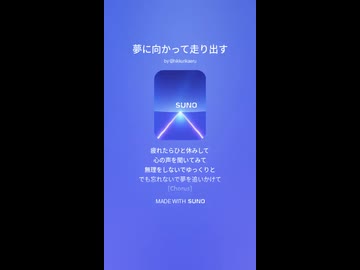 夢に向かって走り出す
SUNO
疲れたらひと休みして
心の声を聞いてみて
無理をしないでゆっくりと
でも忘れないで夢を追いかけて
[Chorus]
MADE WITH SUNO